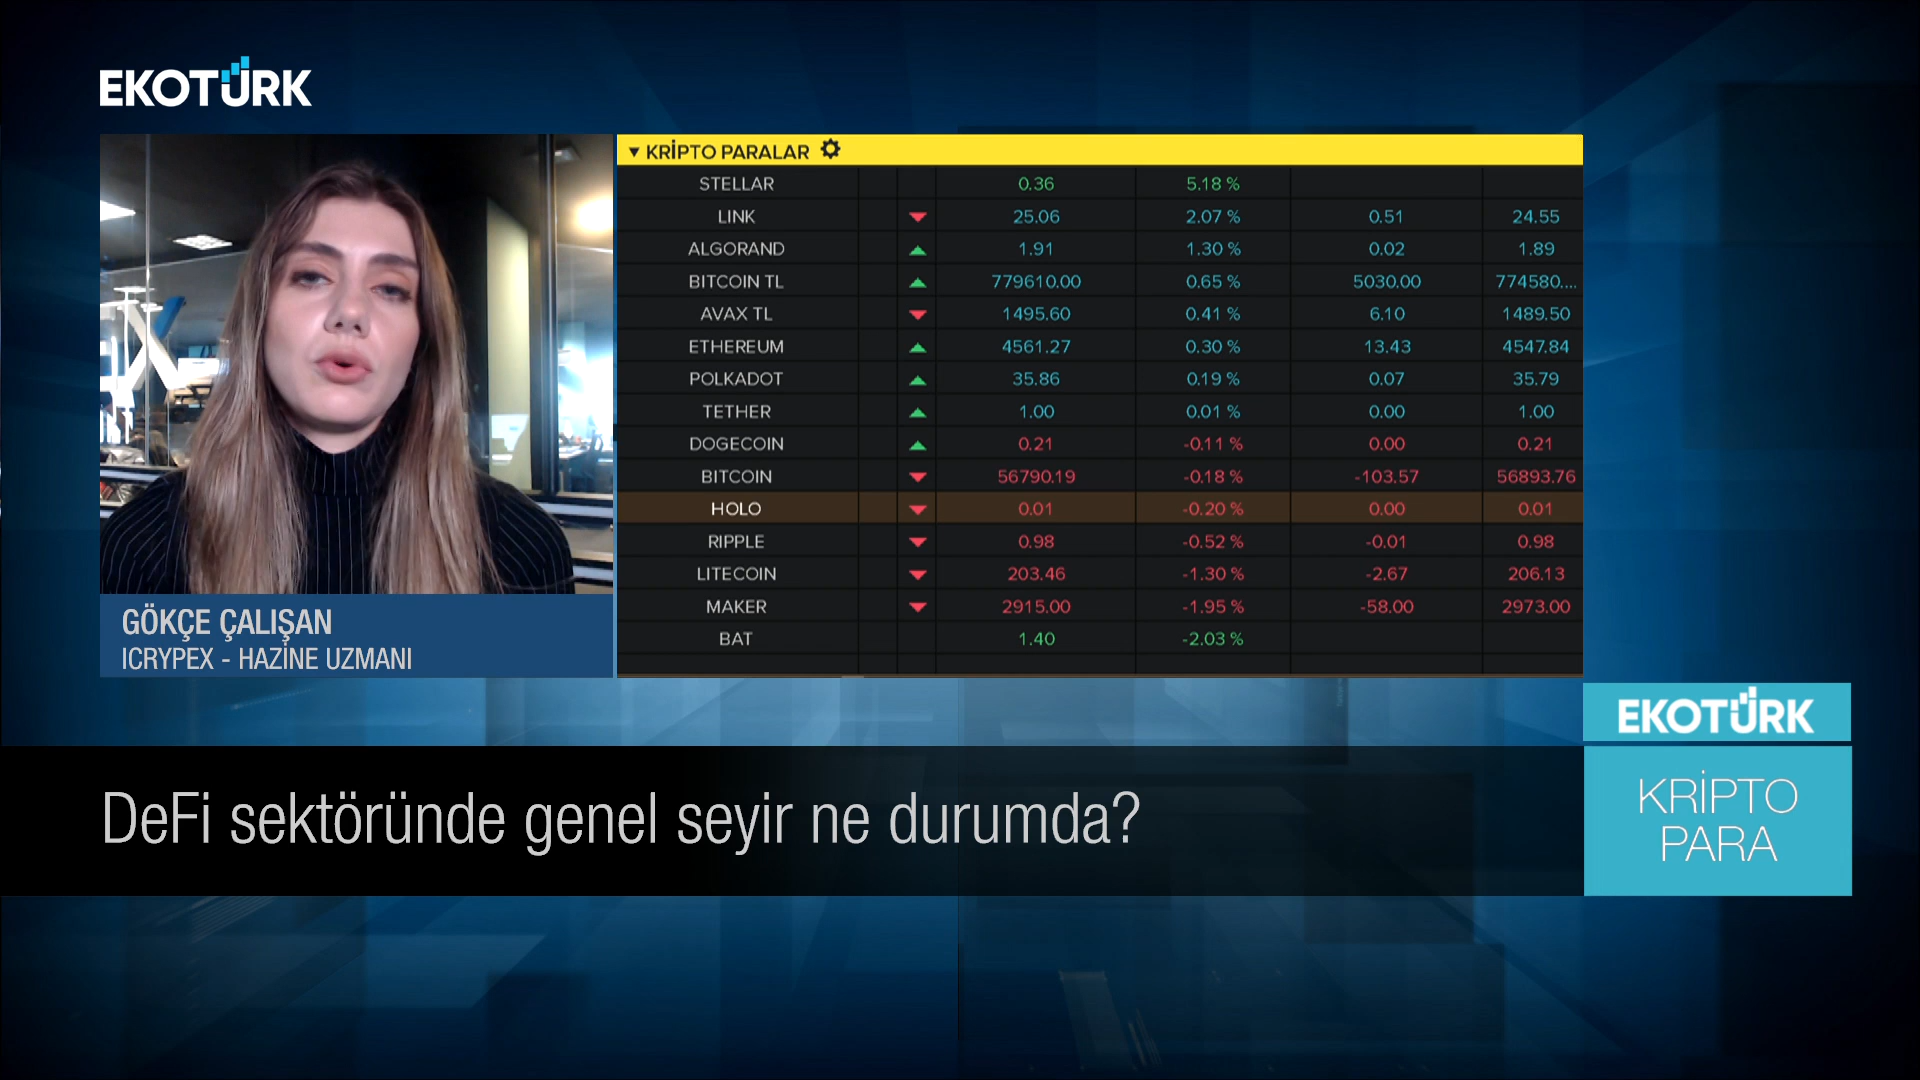 EKOTÜRK
▼ KRİPTO PARALAR
STELLAR 0.36 5.18 %
LINK 25.06 2.07 % 0.51 24.55
ALGORAND 1.91 1.30 % 0.02 1.89
BITCOIN TL 779610.00 0.65 % 5030.00 774580....
AVAX TL 1495.60 0.41 % 6.10 1489.50
ETHEREUM 4561.27 0.30 % 13.43 4547.84
POLKADOT 35.86 0.19 % 0.07 35.79
TETHER 1.00 0.01 % 0.00 1.00
DOGECOIN 0.21 -0.11 % 0.00 0.21
BITCOIN 56790.19 -0.18 % -103.57 56893.76
HOLO 0.01 -0.20 % 0.00 0.01
RIPPLE 0.98 -0.52 % -0.01 0.98
LITECOIN 203.46 -1.30 % -2.67 206.13
MAKER 2915.00 -1.95 % -58.00 2973.00
BAT 1.40 -2.03 %
GÖKÇE ÇALIŞAN
ICRYPEX - HAZİNE UZMANI
EKOTÜRK
DeFi sektöründe genel seyir ne durumda?
KRİPTO
PARA